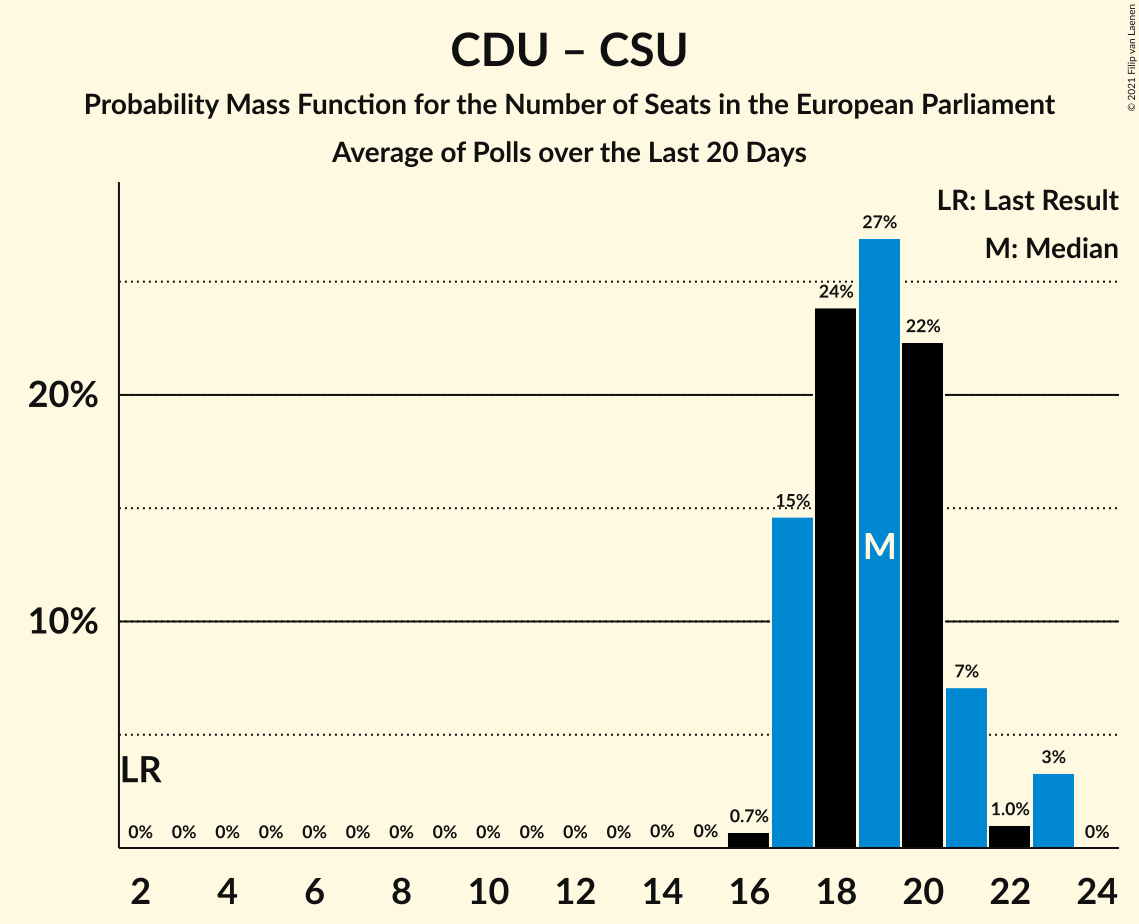 © 2021 Filip van Laenen
CDU – CSU
Probability Mass Function for the Number of Seats in the European Parliament
Average of Polls over the Last 20 Days
LR: Last Result
M: Median
27%
24%
22%
20%
15%
M
10%
7%
3%
LR
0% 0% 0% 0% 0% 0% 0% 0% 0% 0% 0% 0% 0% 0% 0.7% 1.0% 0%
2 4 6 8 10 12 14 16 18 20 22 24